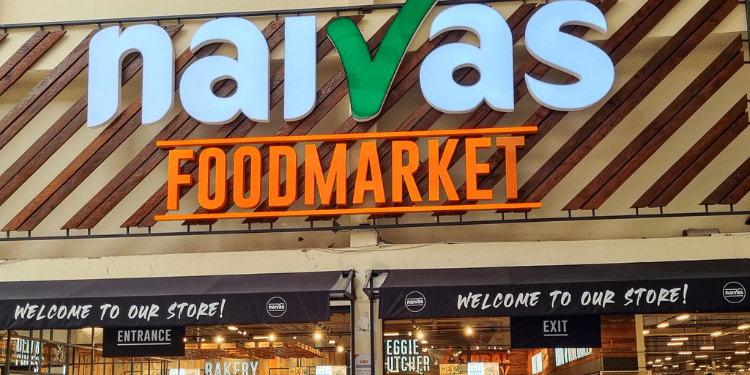 naivas
FOODMARKET
WELCOME TO OUR STORE!
naivas
naivas
WELCOME TO OUR STORE!
naivas
ENTRANCE
EXIT
BAKERY